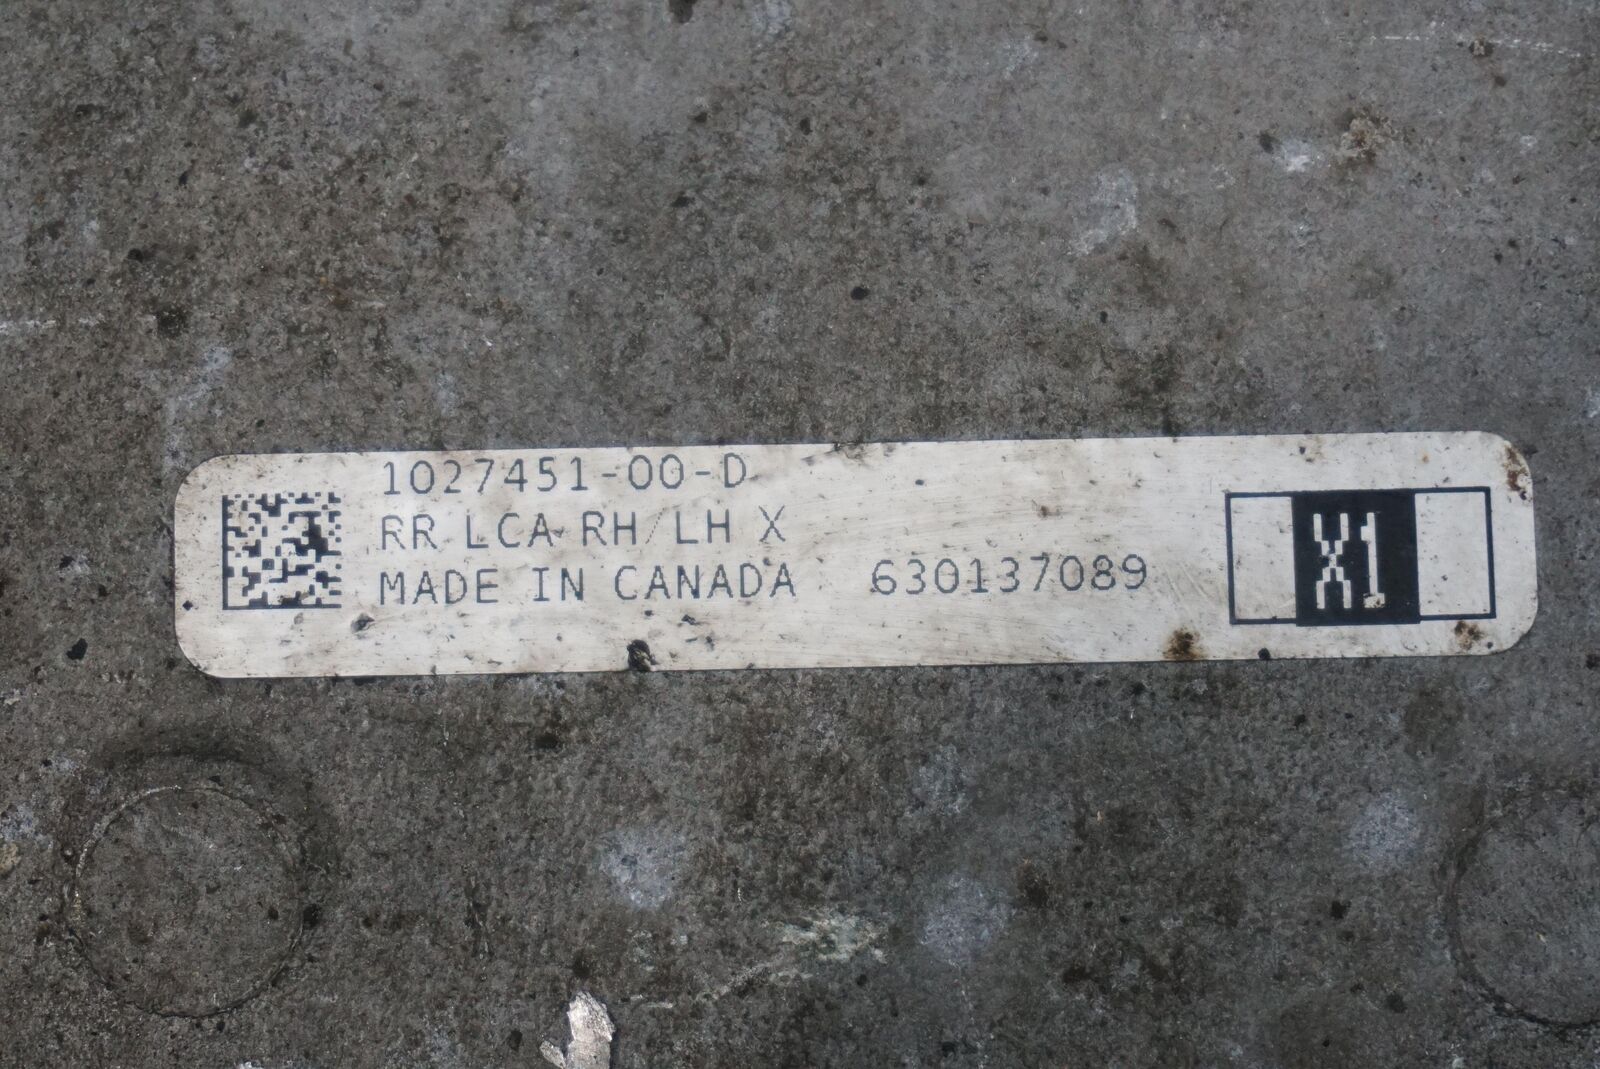 1027451-00-D
RR LCA RH/LH X
MADE IN CANADA 630137089
X1